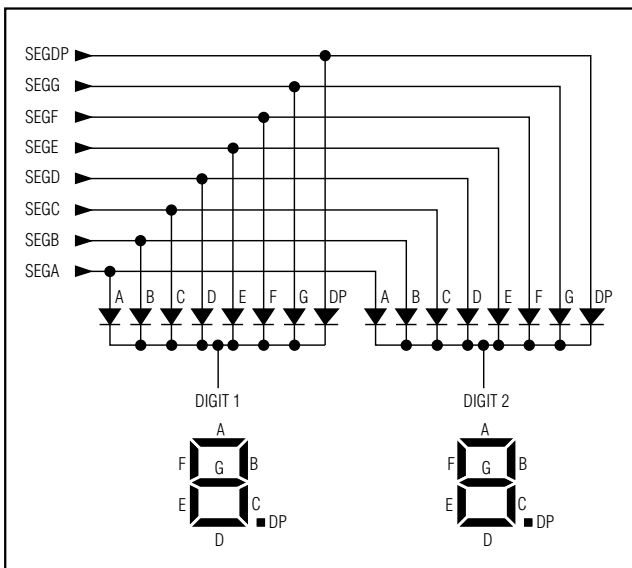 SEGDP
SEGG
SEGF
SEGE
SEGD
SEGC
SEGB
SEGA
A B C D E F G DP A B C D E F G DP
DIGIT 1 DIGIT 2
A A
F G B F G B
E C DP E C DP
D D